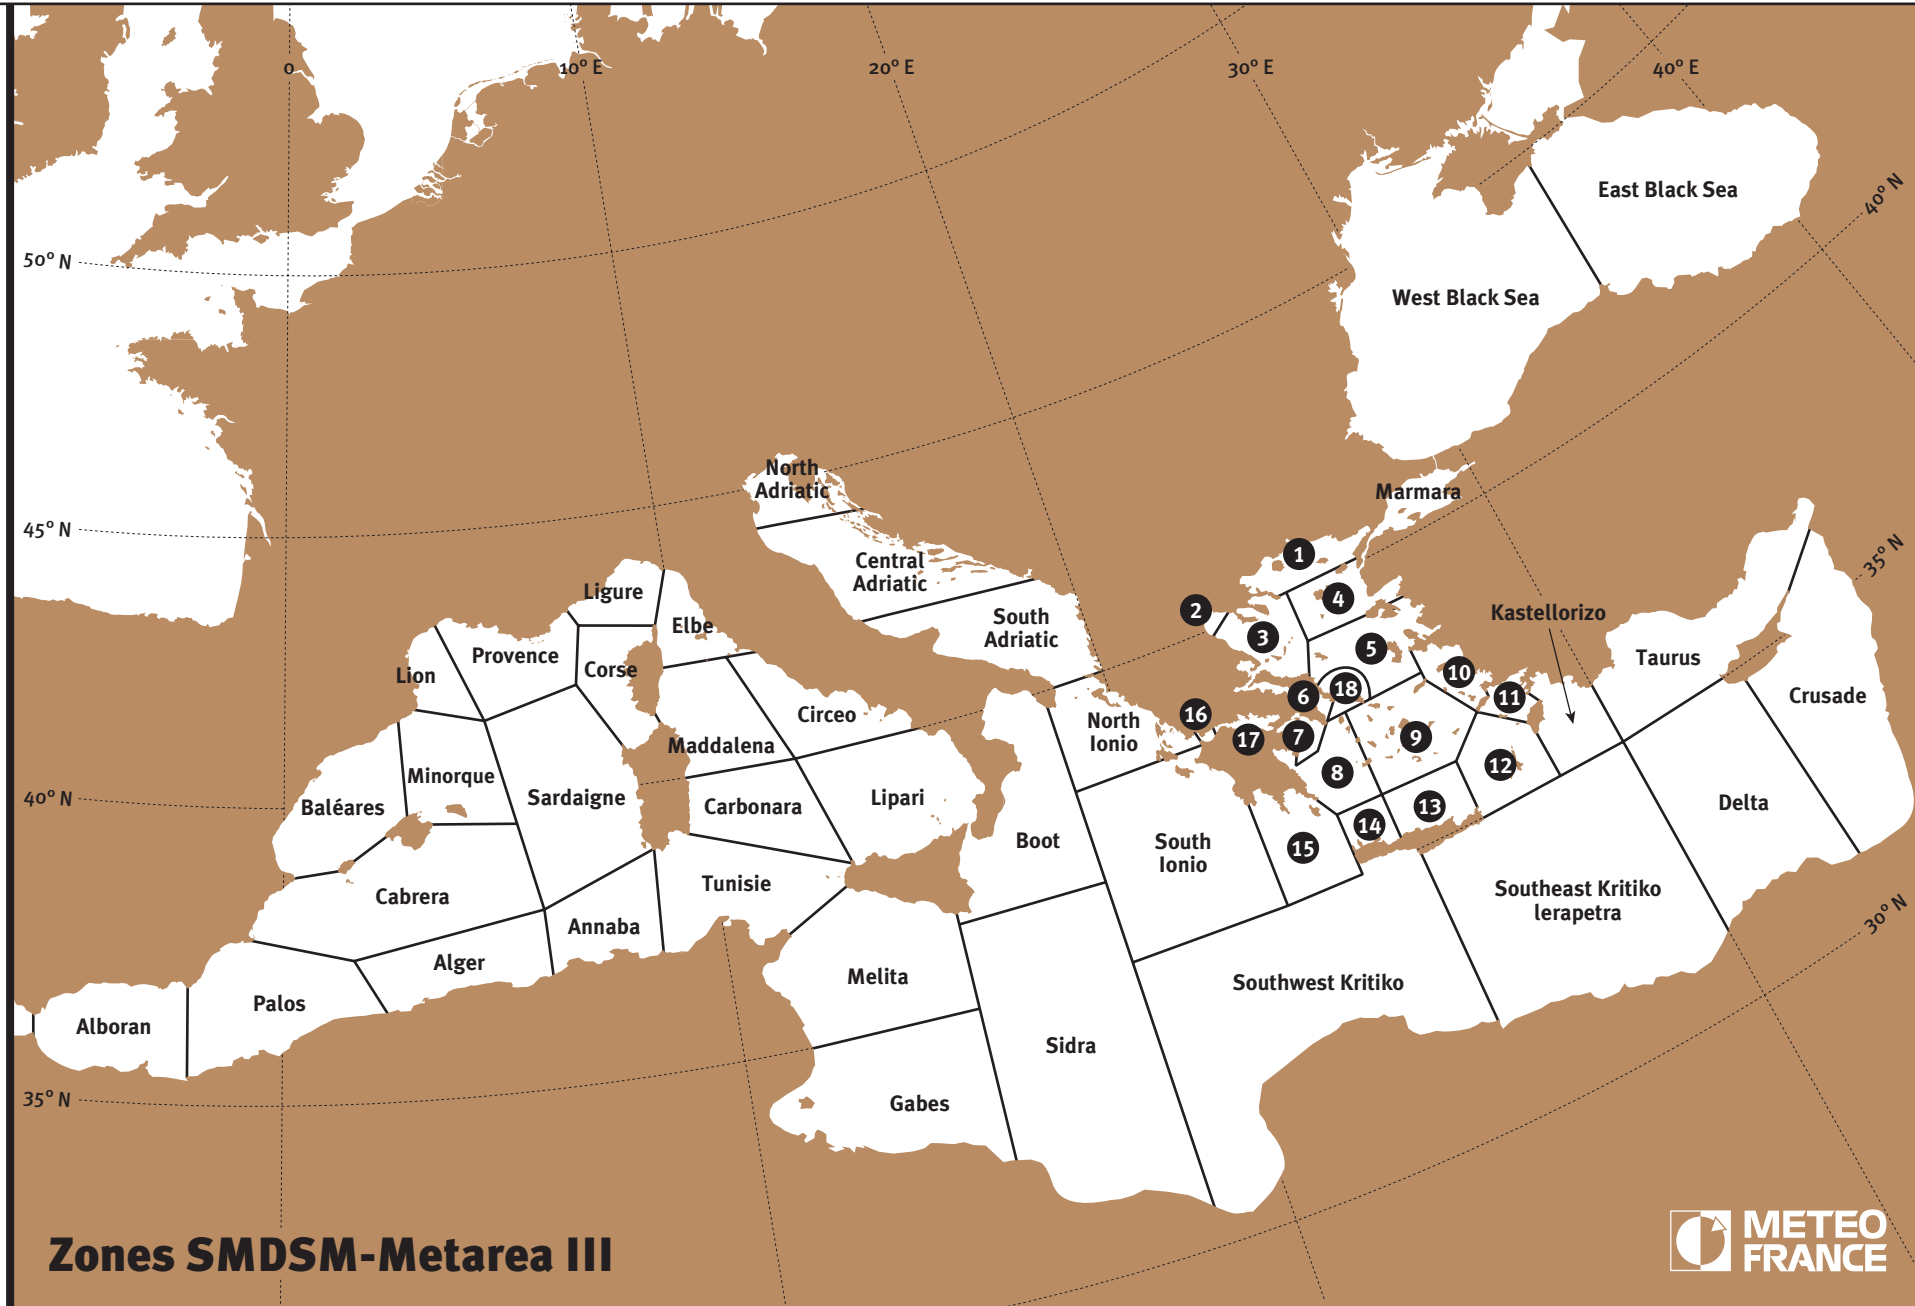 0
10° E
20° E
30° E
40° E
40° N
East Black Sea
50° N
West Black Sea
North
Adriatic
Marmara
45° N
1
35° N
Central
Adriatic
Ligure
4
2
Kastellorizo
South
Adriatic
Elbe
3
5
Provence
Taurus
Corse
Lion
10
18
6
11
Crusade
Circeo
16
North
Ionio
17
7
9
Maddalena
12
Minorque
8
40° N
Baléares
Sardaigne
Carbonara
Lipari
Delta
13
14
Boot
South
Ionio
15
Tunisie
Southeast Kritiko
Ierapetra
Cabrera
30° N
Annaba
Alger
Melita
Southwest Kritiko
Palos
Alboran
Sidra
35° N
Gabes
Zones SMDSM-Metarea III
METEO
FRANCE